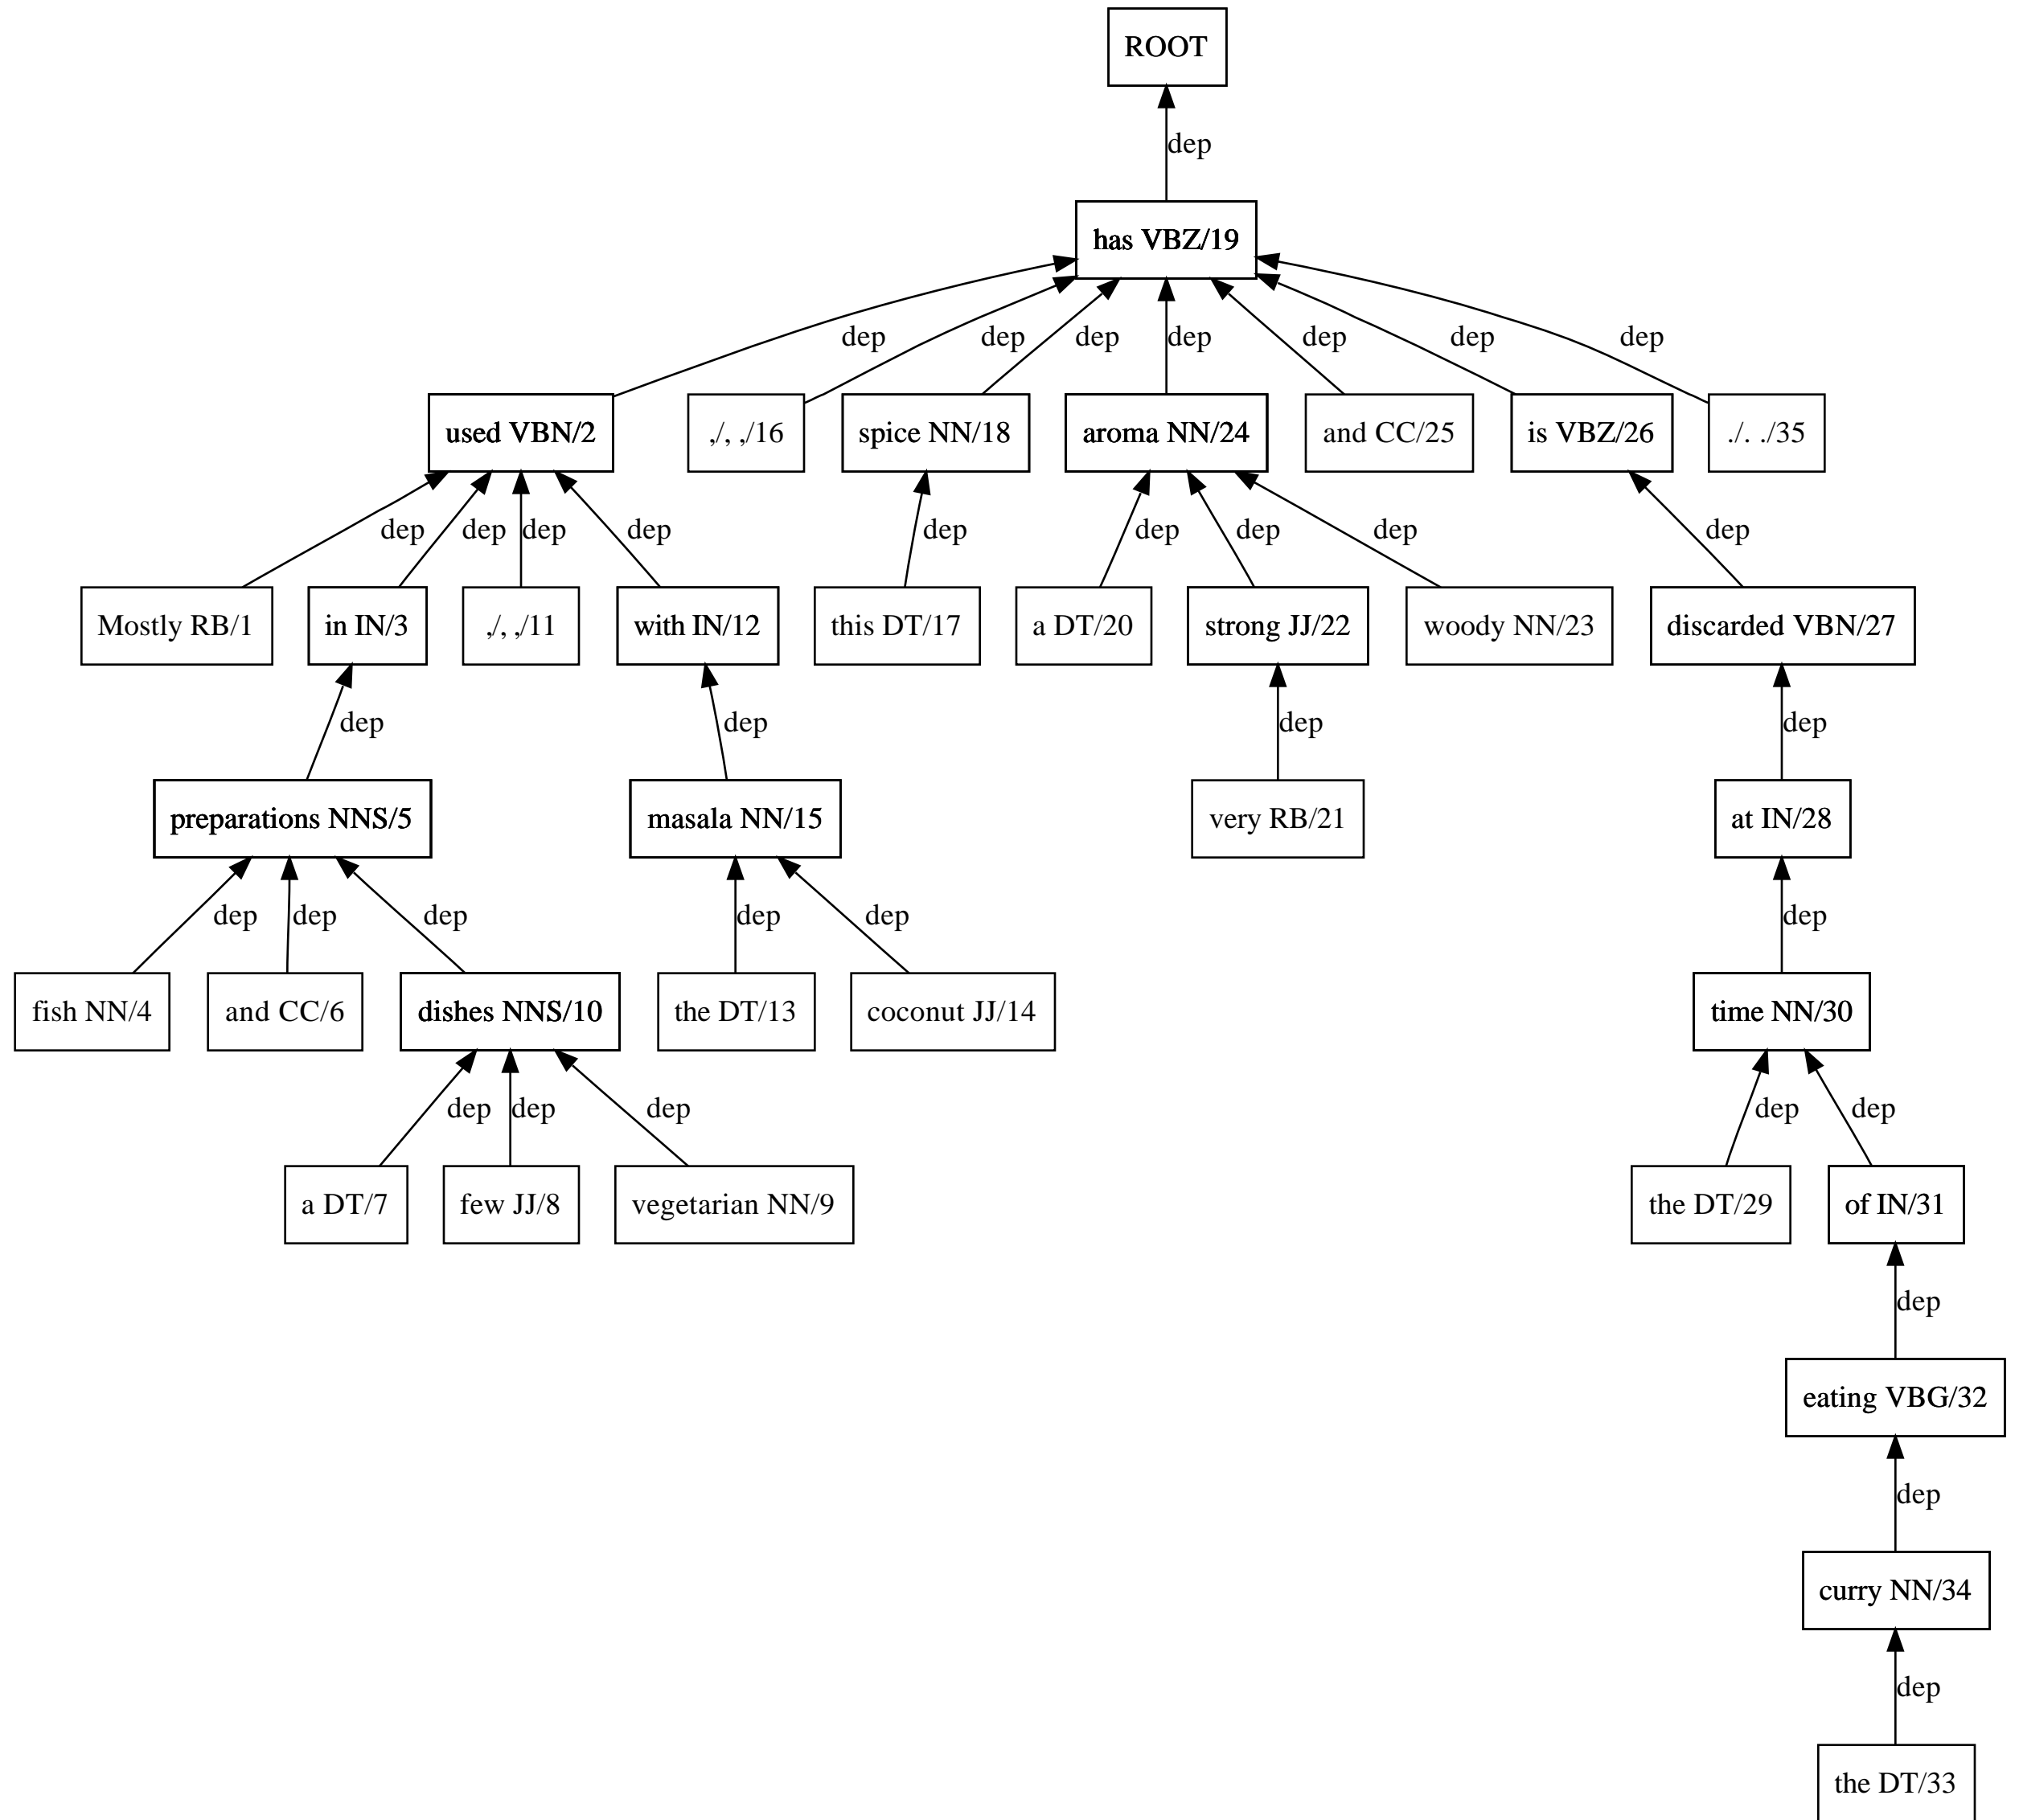 ROOT
dep
has VBZ/19
dep dep dep dep dep dep dep
used VBN/2 ,/, ,/16 spice NN/18 aroma NN/24 and CC/25 is VBZ/26 ./. ./35
dep dep dep dep dep dep dep dep dep
Mostly RB/1 in IN/3 ,/, ,/11 with IN/12 this DT/17 a DT/20 strong JJ/22 woody NN/23 discarded VBN/27
dep dep dep dep
preparations NNS/5 masala NN/15 very RB/21 at IN/28
dep dep dep dep dep dep
fish NN/4 and CC/6 dishes NNS/10 the DT/13 coconut JJ/14 time NN/30
dep dep dep dep dep
a DT/7 few JJ/8 vegetarian NN/9 the DT/29 of IN/31
dep
eating VBG/32
dep
curry NN/34
dep
the DT/33